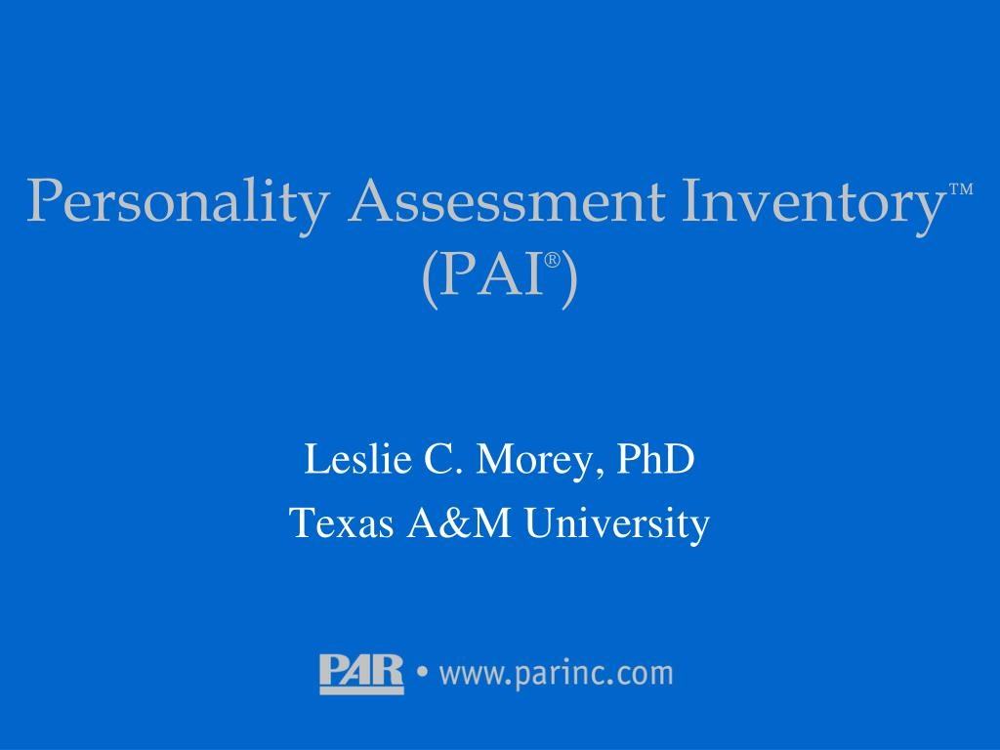 Personality Assessment Inventory™
(PAI®)
Leslie C. Morey, PhD
Texas A&M University
PAR • www.parinc.com